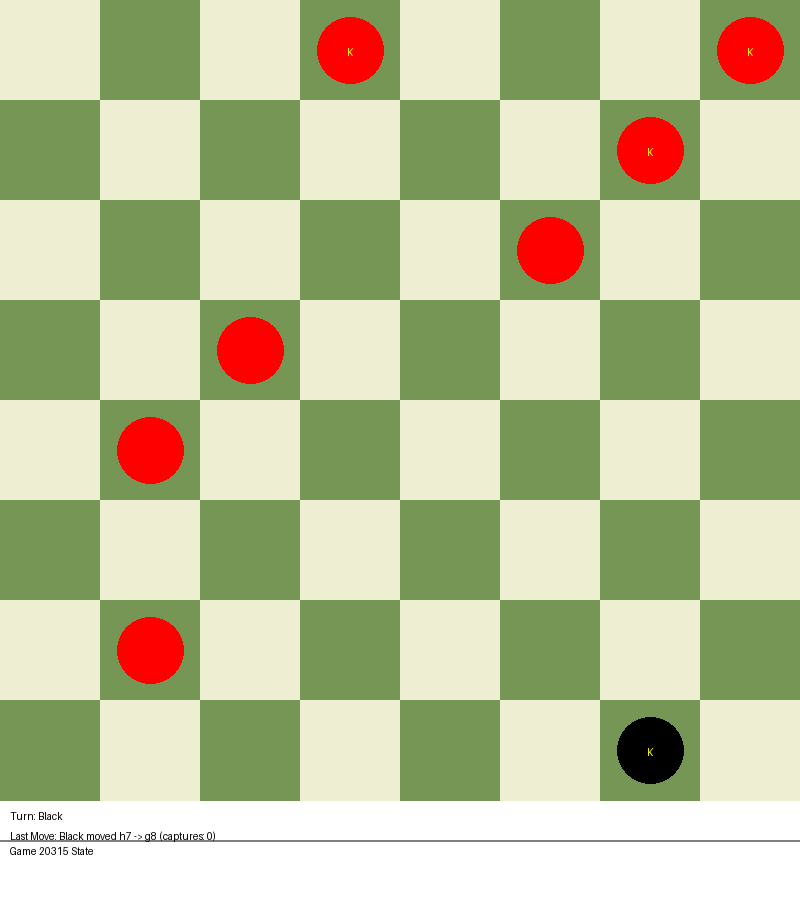 K K
K
K
Turn: Black
Last Move: Black moved h7 -> g8 (captures: 0)
Game 20315 State